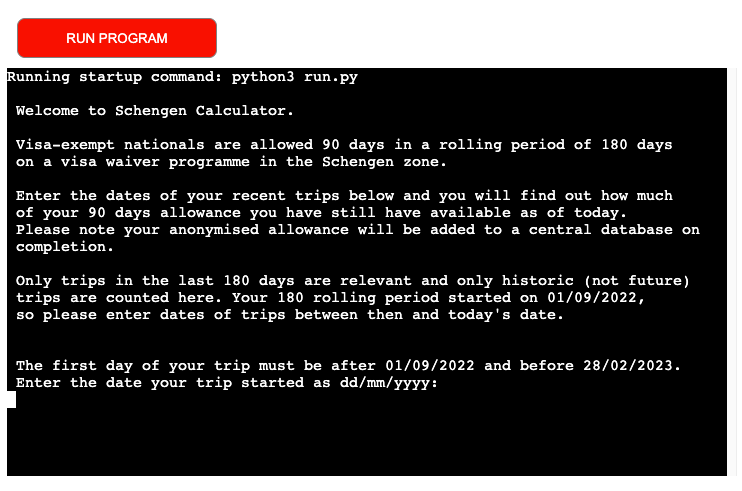 RUN PROGRAM
Running startup command: python3 run.py
Welcome to Schengen Calculator.
Visa-exempt nationals are allowed 90 days in a rolling period of 180 days
on a visa waiver programme in the Schengen zone.
Enter the dates of your recent trips below and you will find out how much
of your 90 days allowance you have still have available as of today.
Please note your anonymised allowance will be added to a central database on
completion.
Only trips in the last 180 days are relevant and only historic (not future)
trips are counted here. Your 180 rolling period started on 01/09/2022,
so please enter dates of trips between then and today's date.
The first day of your trip must be after 01/09/2022 and before 28/02/2023.
Enter the date your trip started as dd/mm/yyyy: